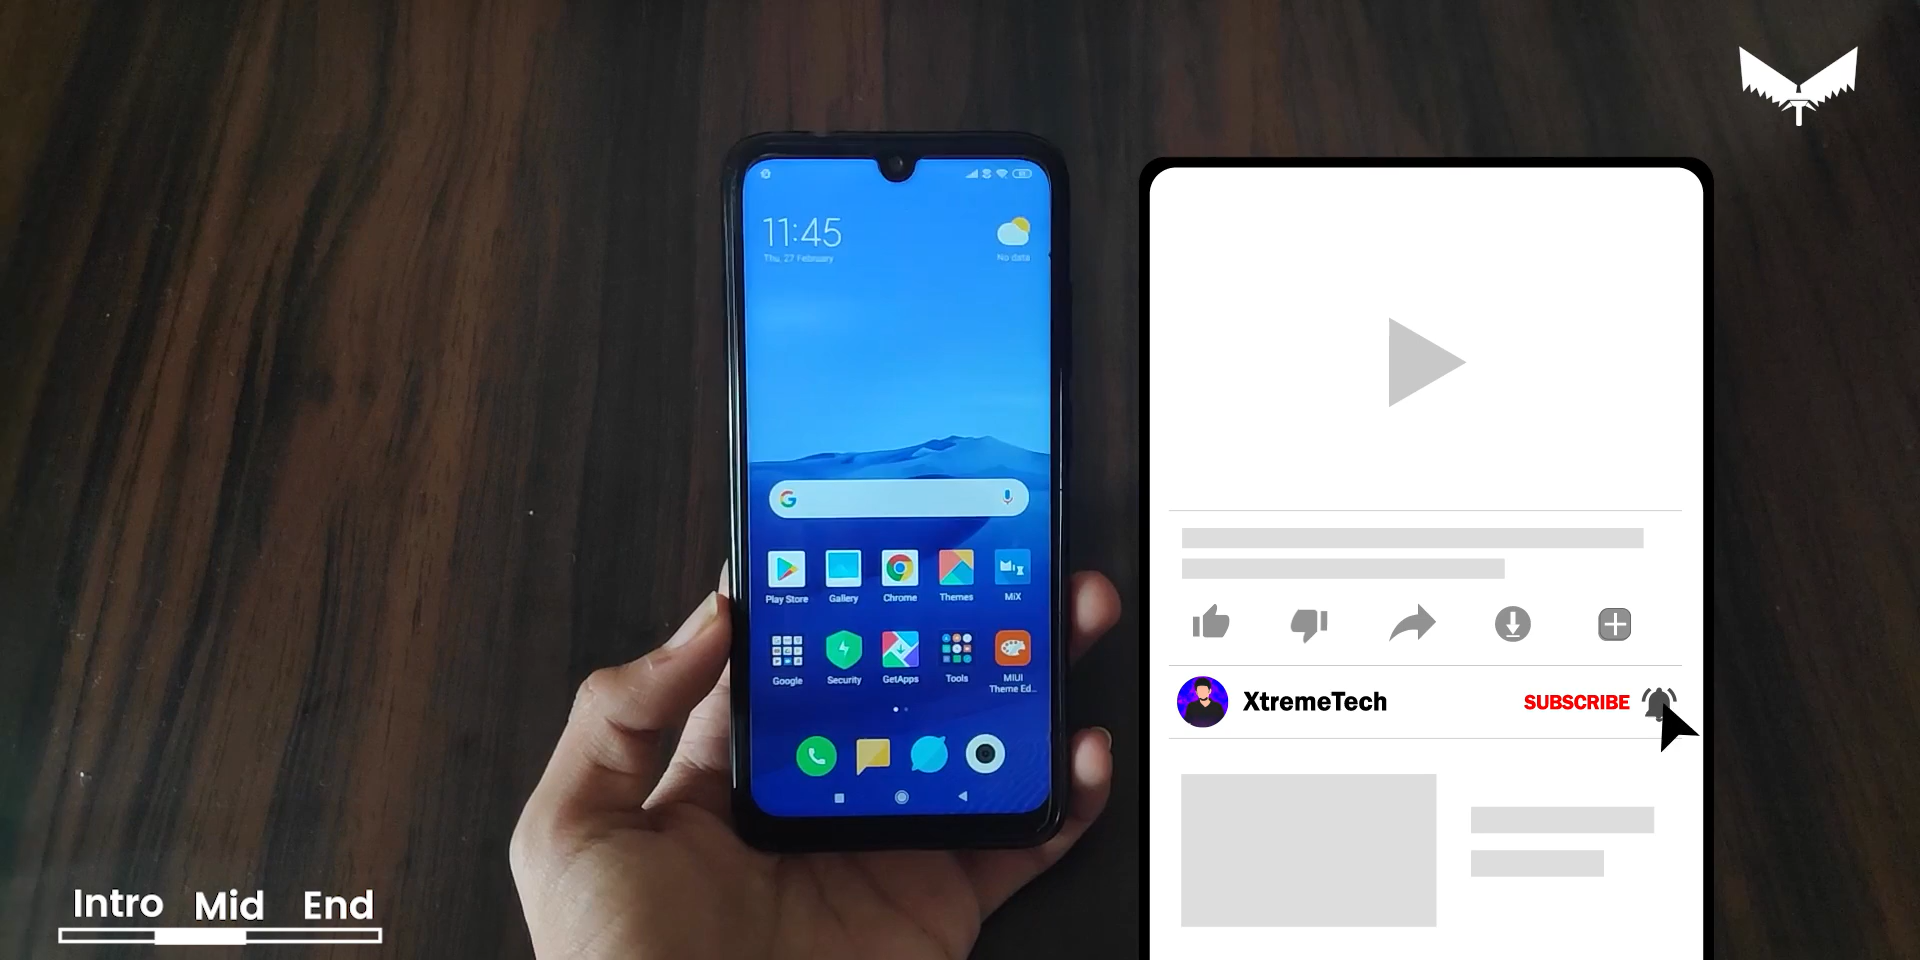 11:45
Thu, 27 February
No data
Play Store
Gallery
Chrome
Themes
MiX
Google
Security
GetApps
Tools
MIUI
Theme Ed...
XtremeTech
SUBSCRIBE
Intro
Mid
End